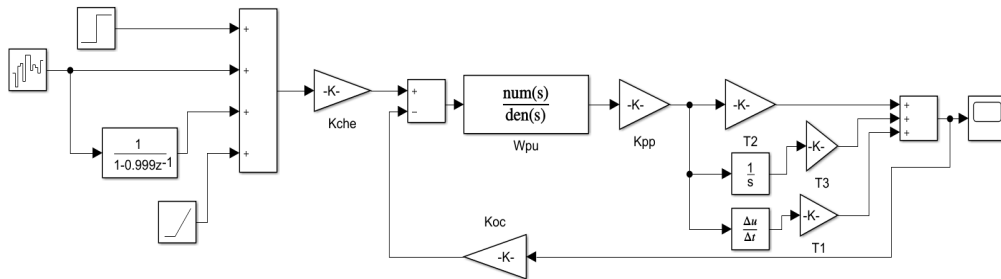 +
+
+
+
-K-
Kche
1
1-0.999z⁻¹
+
−
num(s)
den(s)
Wpu
-K-
Kpp
-K-
T2
1
s
-K-
T3
Δu
Δt
-K-
T1
+
+
+
Koc
-K-